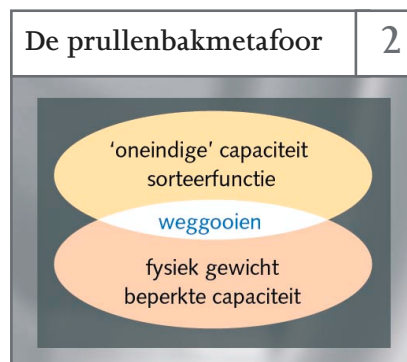 De prullenbakmetafoor 2
‘oneindige’ capaciteit
sorteerfunctie
weggooien
fysiek gewicht
beperkte capaciteit